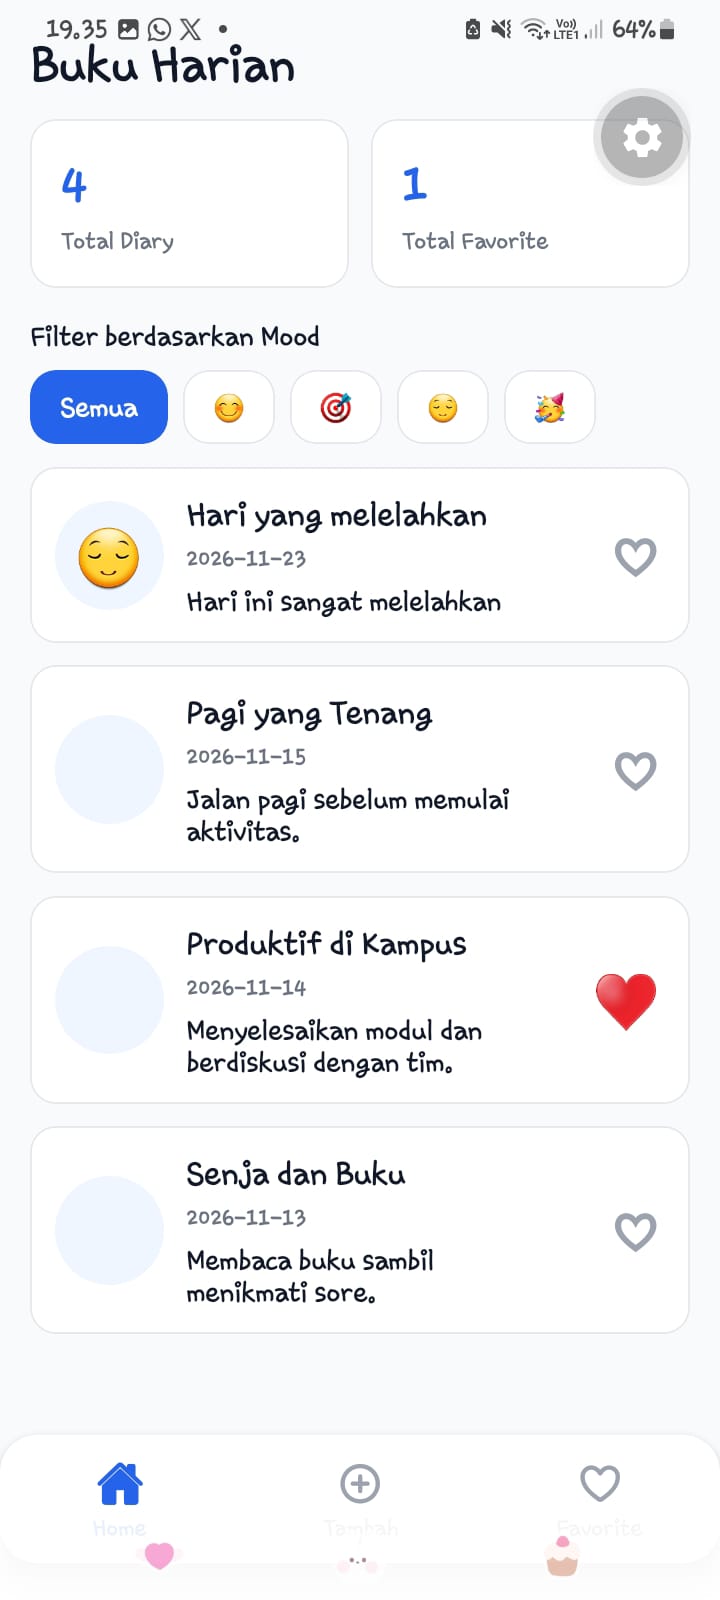 19.35
Vo))
LTE1
64%
Buku Harian
4
Total Diary
1
Total Favorite
Filter berdasarkan Mood
Semua
Hari yang melelahkan
2026-11-23
Hari ini sangat melelahkan
Pagi yang Tenang
2026-11-15
Jalan pagi sebelum memulai
aktivitas.
Produktif di Kampus
2026-11-14
Menyelesaikan modul dan
berdiskusi dengan tim.
Senja dan Buku
2026-11-13
Membaca buku sambil
menikmati sore.
Home
Tambah
Favorite